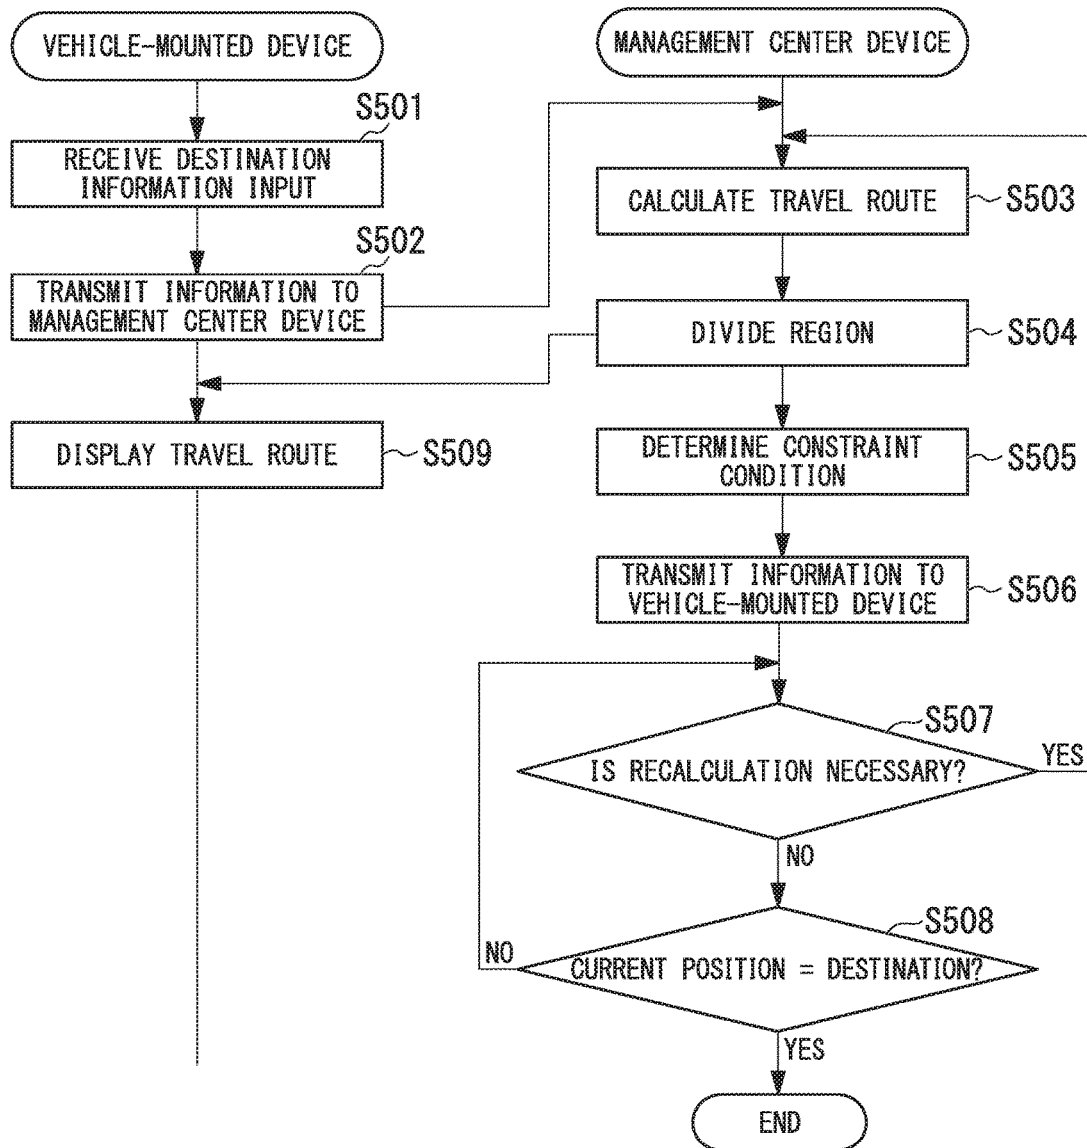 VEHICLE-MOUNTED DEVICE
S501
RECEIVE DESTINATION
INFORMATION INPUT
S502
TRANSMIT INFORMATION TO
MANAGEMENT CENTER DEVICE
DISPLAY TRAVEL ROUTE
S509
MANAGEMENT CENTER DEVICE
CALCULATE TRAVEL ROUTE
S503
DIVIDE REGION
S504
DETERMINE CONSTRAINT
CONDITION
S505
TRANSMIT INFORMATION TO
VEHICLE-MOUNTED DEVICE
S506
S507
IS RECALCULATION NECESSARY?
YES
NO
S508
CURRENT POSITION = DESTINATION?
NO
YES
END